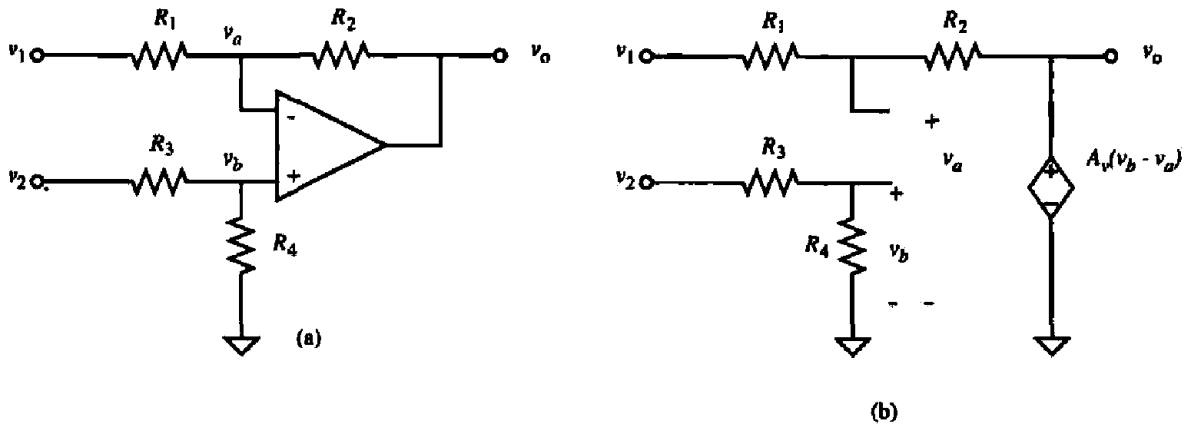 R1
va
R2
v1
vo
-
R3
vb
v2
+
R4
(a)
R1
R2
v1
vo
+
va
R3
v2
+
Av(vb - va)
+
-
R4
vb
- -
(b)